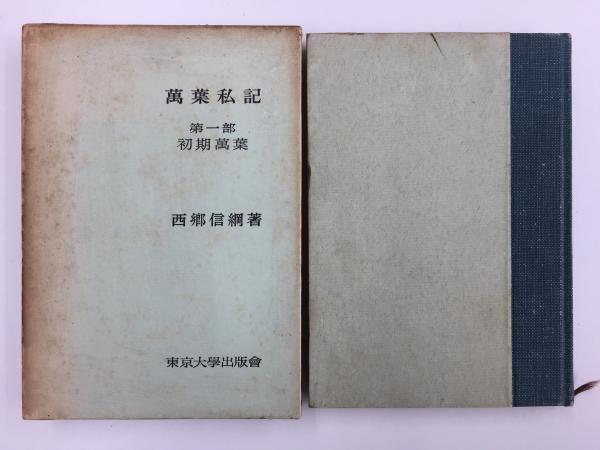 萬葉私記
第一部
初期萬葉
西郷信綱著
東京大學出版會